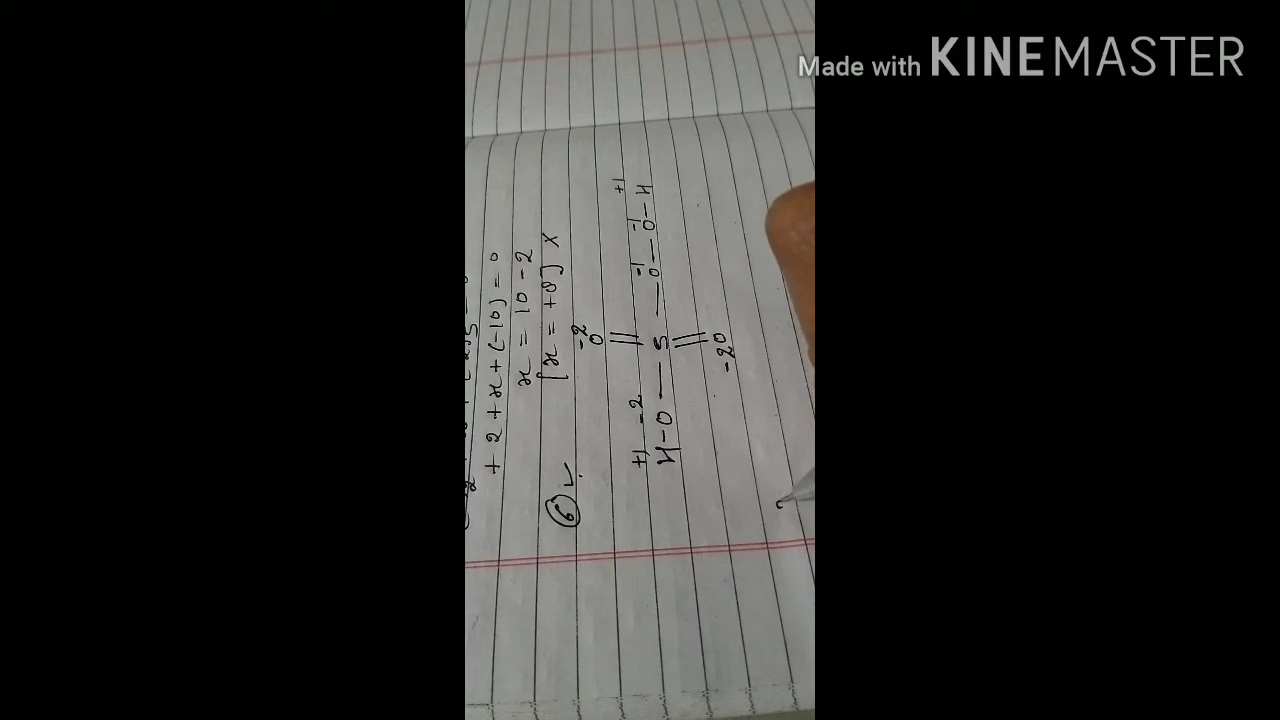 Made with KINEMASTER
+ 2 + x + (-10) = 0
x = 10 - 2
[x = +8] x
6
-2
O
+1 -2 -1 -1 +1
H-O—S—O—O-H
-2O